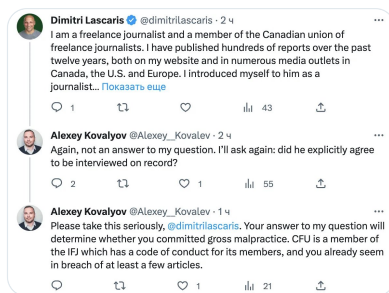 Dimitri Lascaris @dimitrilascaris · 2 ч
I am a freelance journalist and a member of the Canadian union of
freelance journalists. I have published hundreds of reports over the past
twelve years, both on my website and in numerous media outlets in
Canada, the U.S. and Europe. I introduced myself to him as a
journalist... Показать еще
1 43
Alexey Kovalyov @Alexey__Kovalev · 2 ч
Again, not an answer to my question. I'll ask again: did he explicitly agree
to be interviewed on record?
2 1 55
Alexey Kovalyov @Alexey__Kovalev · 1 ч
Please take this seriously, @dimitrilascaris. Your answer to my question will
determine whether you committed gross malpractice. CFU is a member of
the IFJ which has a code of conduct for its members, and you already seem
in breach of at least a few articles.
1 21